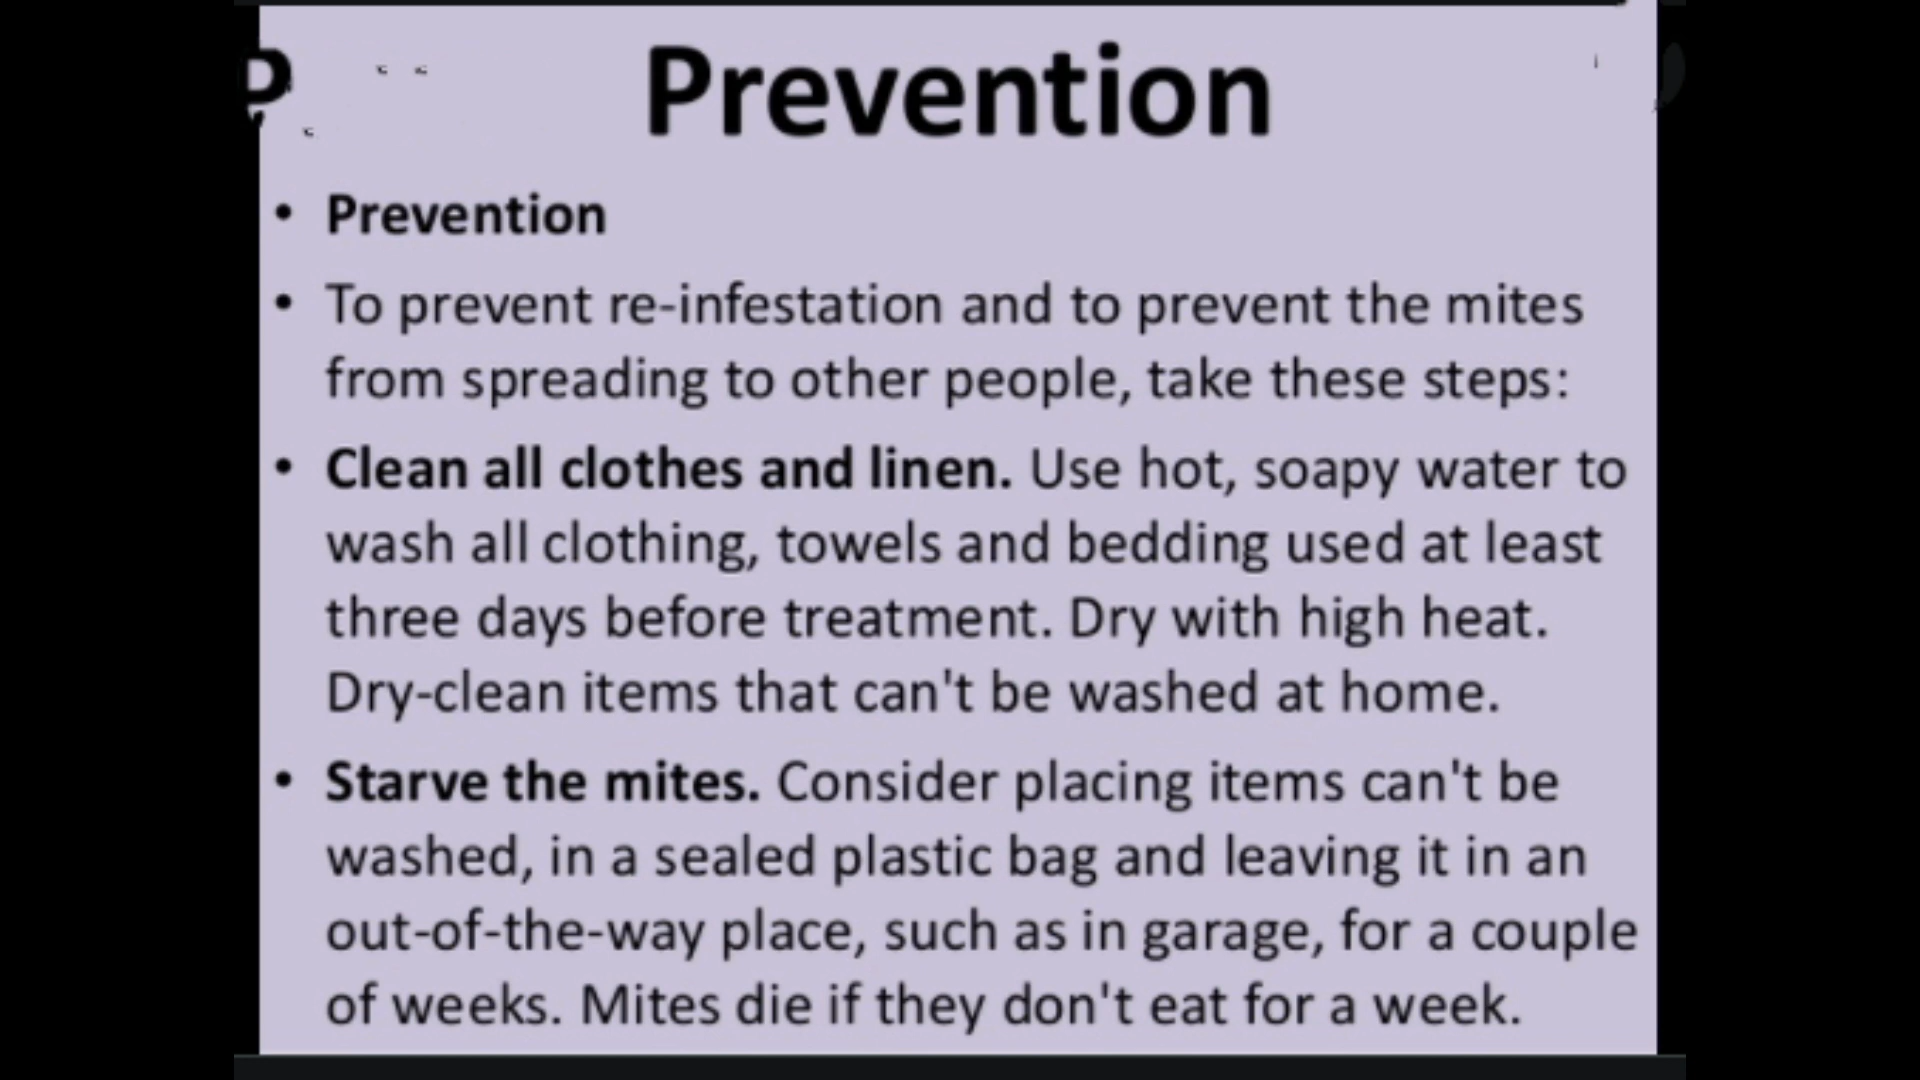 Prevention
• Prevention
• To prevent re-infestation and to prevent the mites
from spreading to other people, take these steps:
• Clean all clothes and linen. Use hot, soapy water to
wash all clothing, towels and bedding used at least
three days before treatment. Dry with high heat.
Dry-clean items that can't be washed at home.
• Starve the mites. Consider placing items can't be
washed, in a sealed plastic bag and leaving it in an
out-of-the-way place, such as in garage, for a couple
of weeks. Mites die if they don't eat for a week.